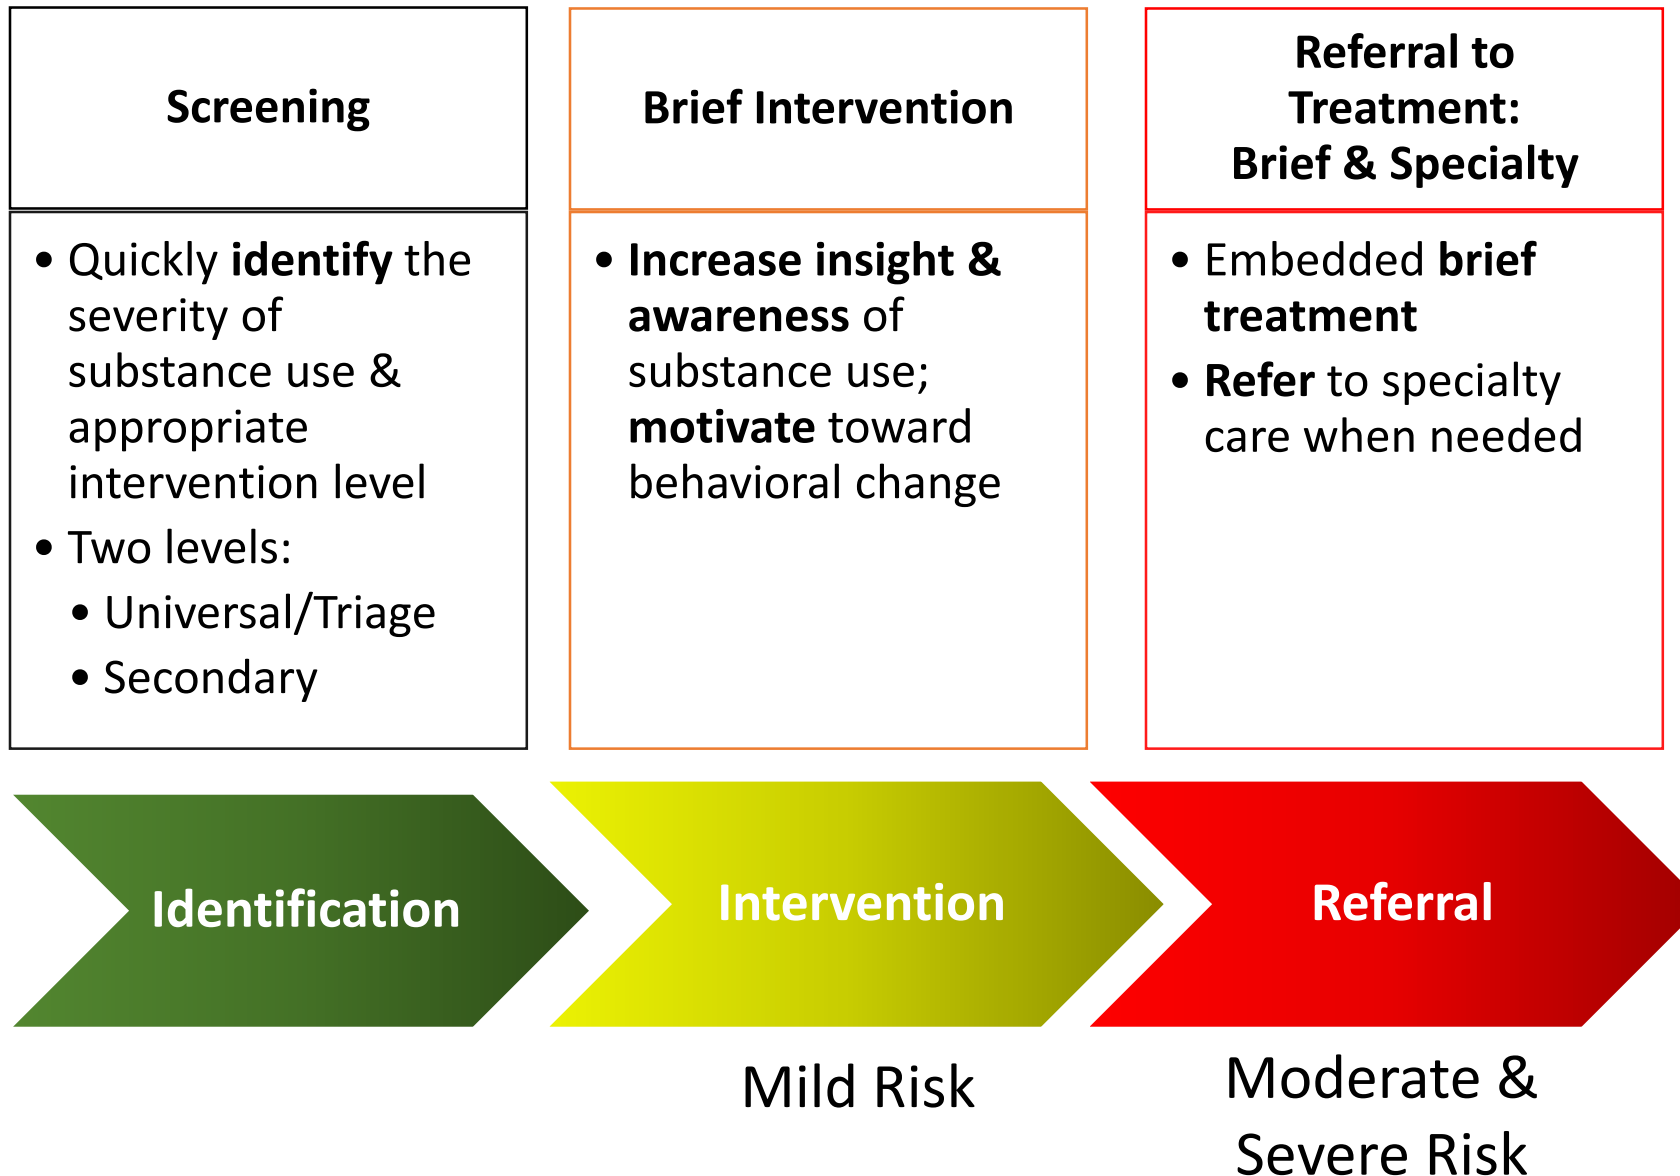 Screening
• Quickly identify the
severity of
substance use &
appropriate
intervention level
• Two levels:
• Universal/Triage
• Secondary
Brief Intervention
• Increase insight &
awareness of
substance use;
motivate toward
behavioral change
Referral to
Treatment:
Brief & Specialty
• Embedded brief
treatment
• Refer to specialty
care when needed
Identification
Intervention
Referral
Mild Risk
Moderate &
Severe Risk